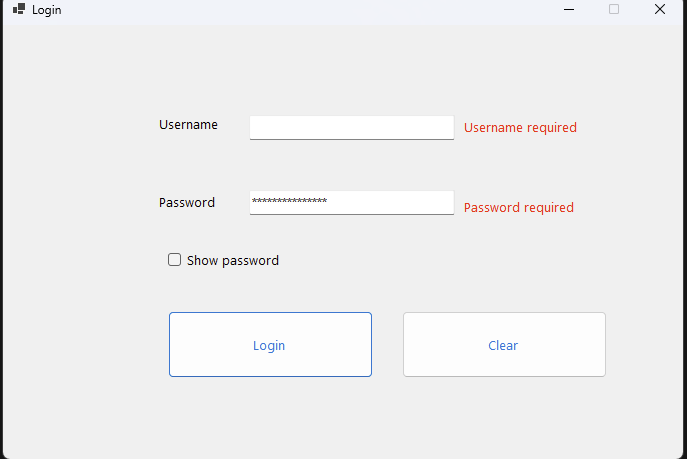 Login
Username
Username required
Password
***************
Password required
Show password
Login
Clear